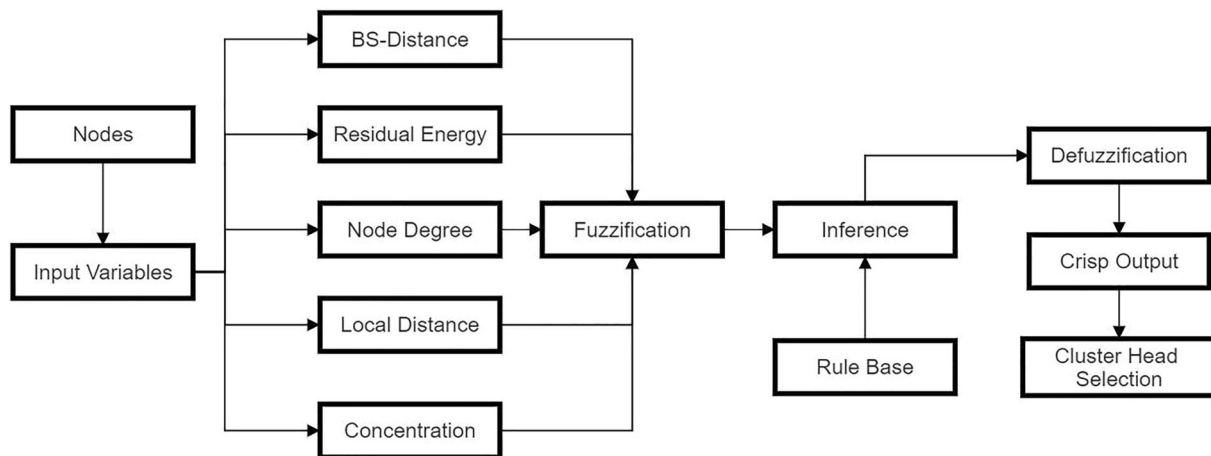 Nodes
Input Variables
BS-Distance
Residual Energy
Node Degree
Local Distance
Concentration
Fuzzification
Inference
Rule Base
Defuzzification
Crisp Output
Cluster Head
Selection